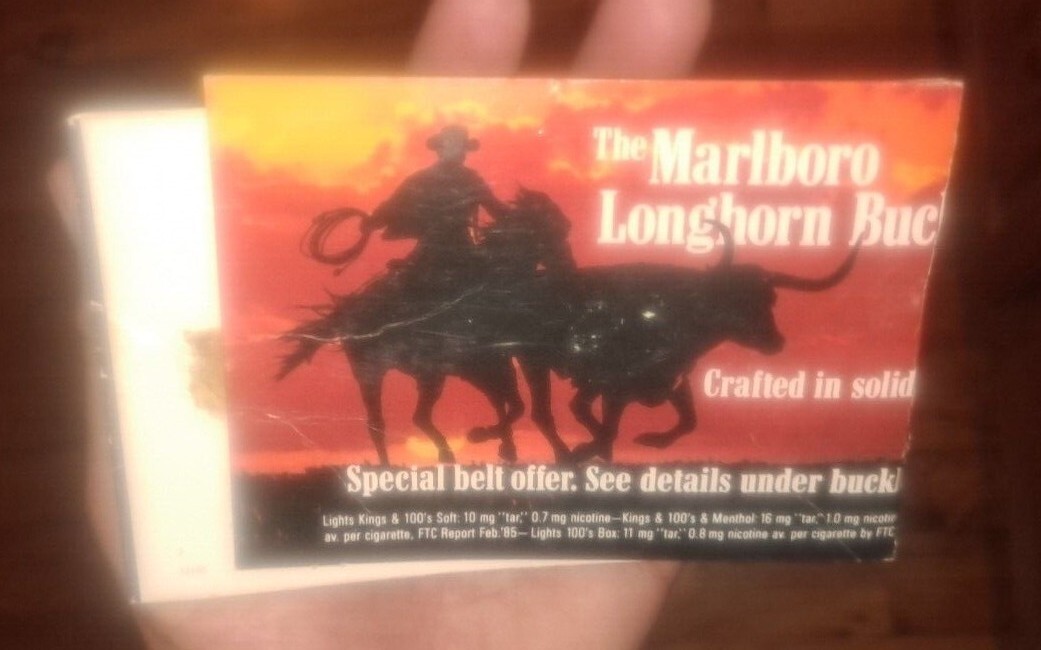 The Marlboro
Longhorn Buc
Crafted in solid
Special belt offer. See details under buckl
Lights Kings & 100's Soft: 10 mg "tar," 0.7 mg nicotine—Kings & 100's & Menthol: 16 mg "tar," 1.0 mg nicotin
av. per cigarette, FTC Report Feb.'85—Lights 100's Box: 11 mg "tar," 0.8 mg nicotine av. per cigarette by FTC